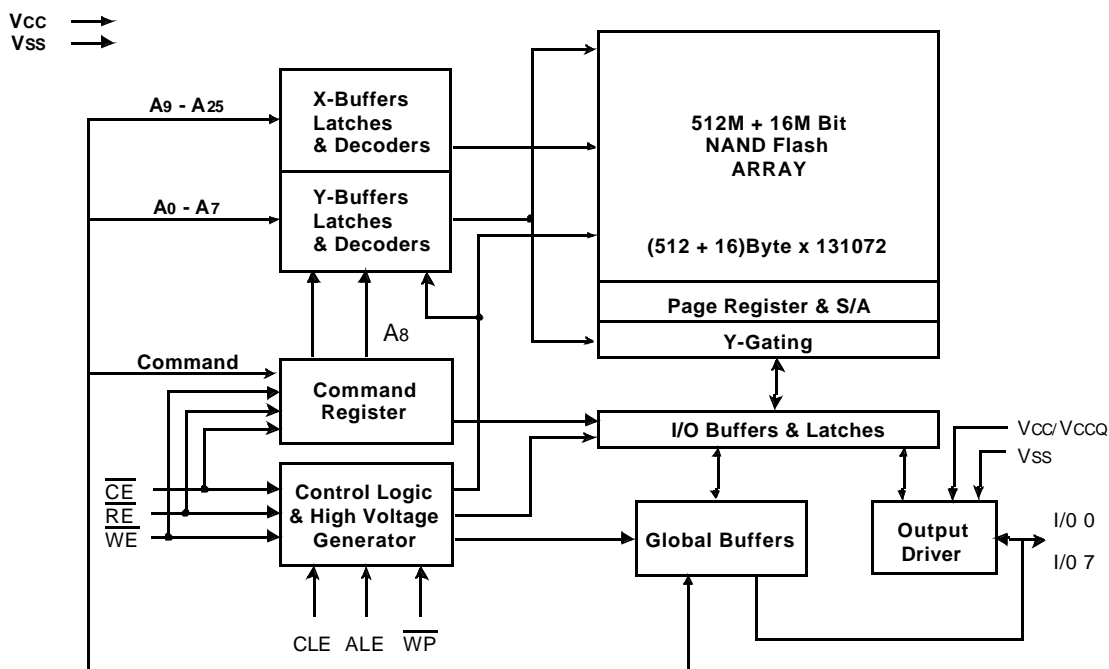 VCC
VSS
A9 - A25
X-Buffers
Latches
& Decoders
512M + 16M Bit
NAND Flash
ARRAY
A0 - A7
Y-Buffers
Latches
& Decoders
(512 + 16)Byte x 131072
Page Register & S/A
A8
Y-Gating
Command
Command
Register
I/O Buffers & Latches
VCC/VCCQ
VSS
CE
RE
WE
Control Logic
& High Voltage
Generator
Global Buffers
Output
Driver
I/0 0
I/0 7
CLE
ALE
WP